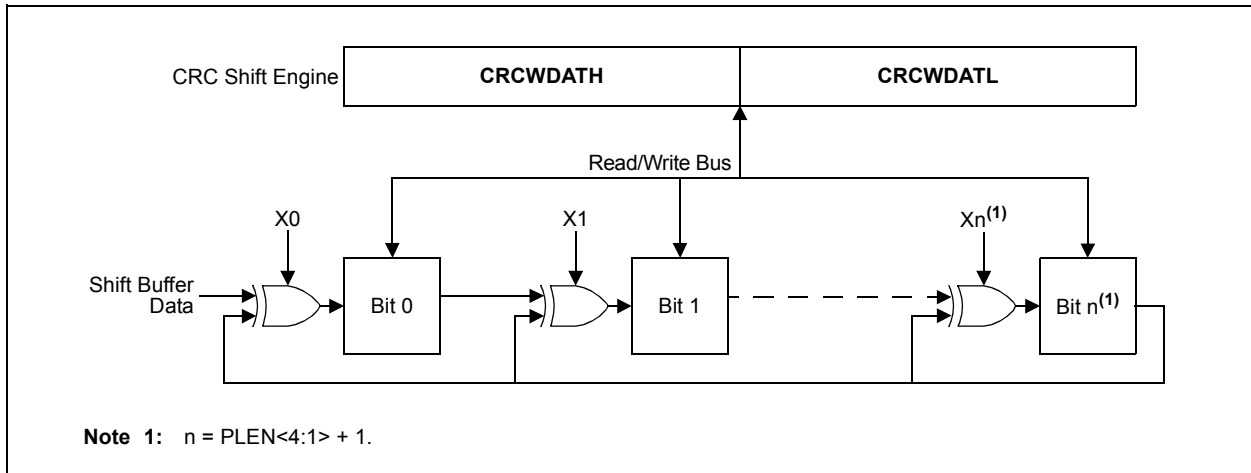 CRC Shift Engine
CRCWDATH
CRCWDATL
Read/Write Bus
X0
X1
Xn(1)
Shift Buffer
Data
Bit 0
Bit 1
Bit n(1)
Note 1: n = PLEN<4:1> + 1.